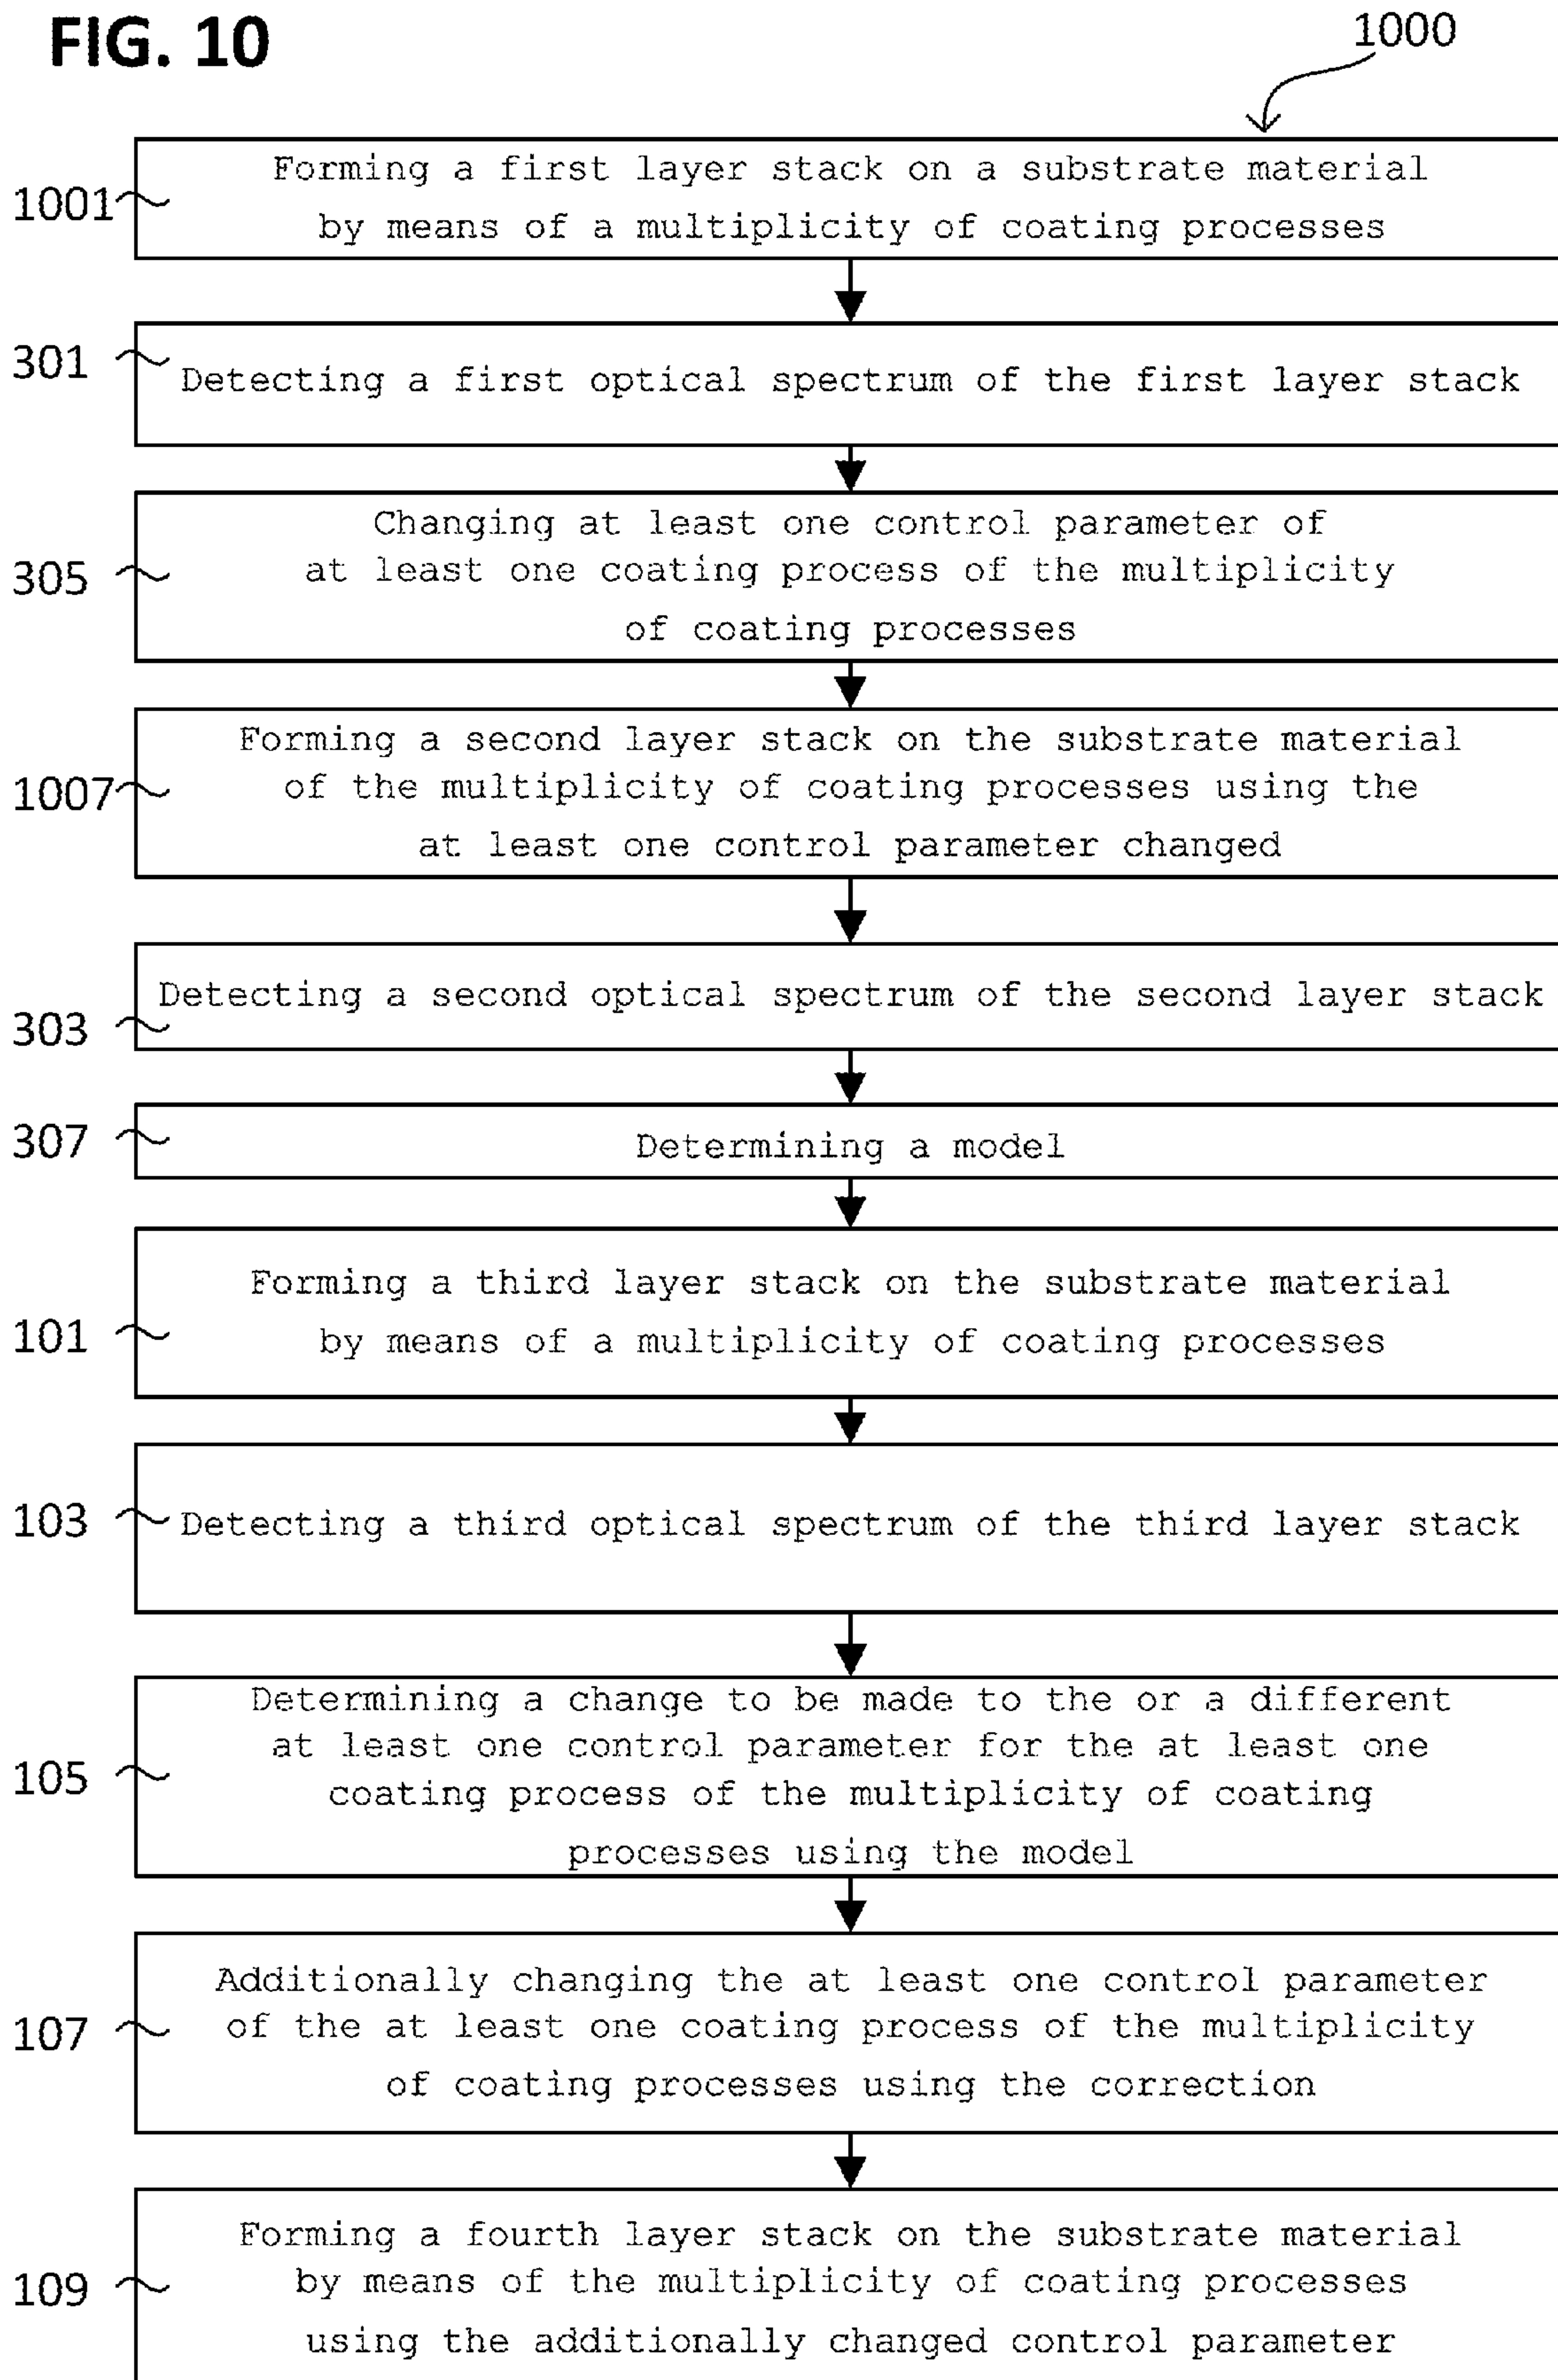 FIG. 10
1000
1001
Forming a first layer stack on a substrate material
by means of a multiplicity of coating processes
301
Detecting a first optical spectrum of the first layer stack
305
Changing at least one control parameter of
at least one coating process of the multiplicity
of coating processes
1007
Forming a second layer stack on the substrate material
of the multiplicity of coating processes using the
at least one control parameter changed
303
Detecting a second optical spectrum of the second layer stack
307
Determining a model
101
Forming a third layer stack on the substrate material
by means of a multiplicity of coating processes
103
Detecting a third optical spectrum of the third layer stack
105
Determining a change to be made to the or a different
at least one control parameter for the at least one
coating process of the multiplicity of coating
processes using the model
107
Additionally changing the at least one control parameter
of the at least one coating process of the multiplicity
of coating processes using the correction
109
Forming a fourth layer stack on the substrate material
by means of the multiplicity of coating processes
using the additionally changed control parameter